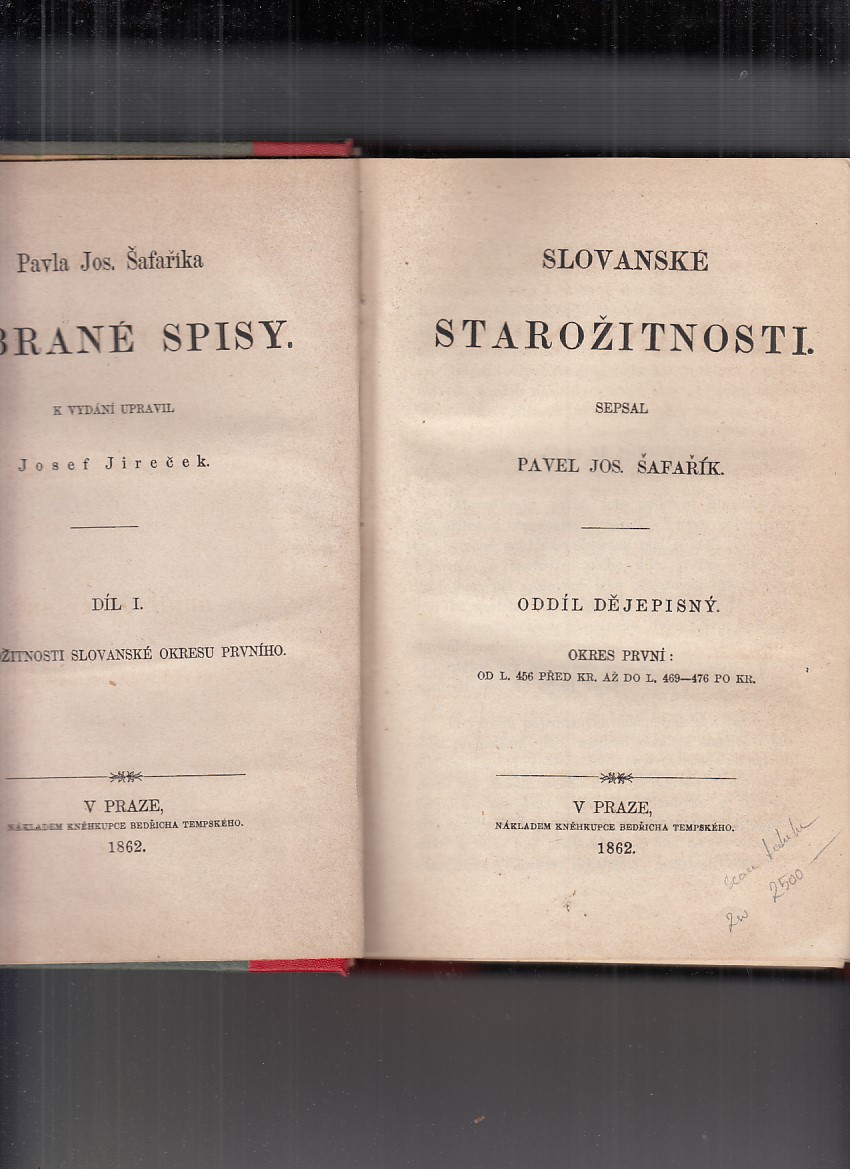 Pavla Jos. Šafaříka
BRANÉ SPISY.
K VYDÁNÍ UPRAVIL
Josef Jireček.
DÍL I.
ŽITNOSTI SLOVANSKÉ OKRESU PRVNÍHO.
V PRAZE,
NÁKLADEM KNĚHKUPCE BEDŘICHA TEMPSKÉHO.
1862.
SLOVANSKÉ
STAROŽITNOSTI.
SEPSAL
PAVEL JOS. ŠAFAŘÍK.
ODDÍL DĚJEPISNÝ.
OKRES PRVNÍ:
OD L. 456 PŘED KR. AŽ DO L. 469—476 PO KR.
V PRAZE,
NÁKLADEM KNĚHKUPCE BEDŘICHA TEMPSKÉHO.
1862.
2500